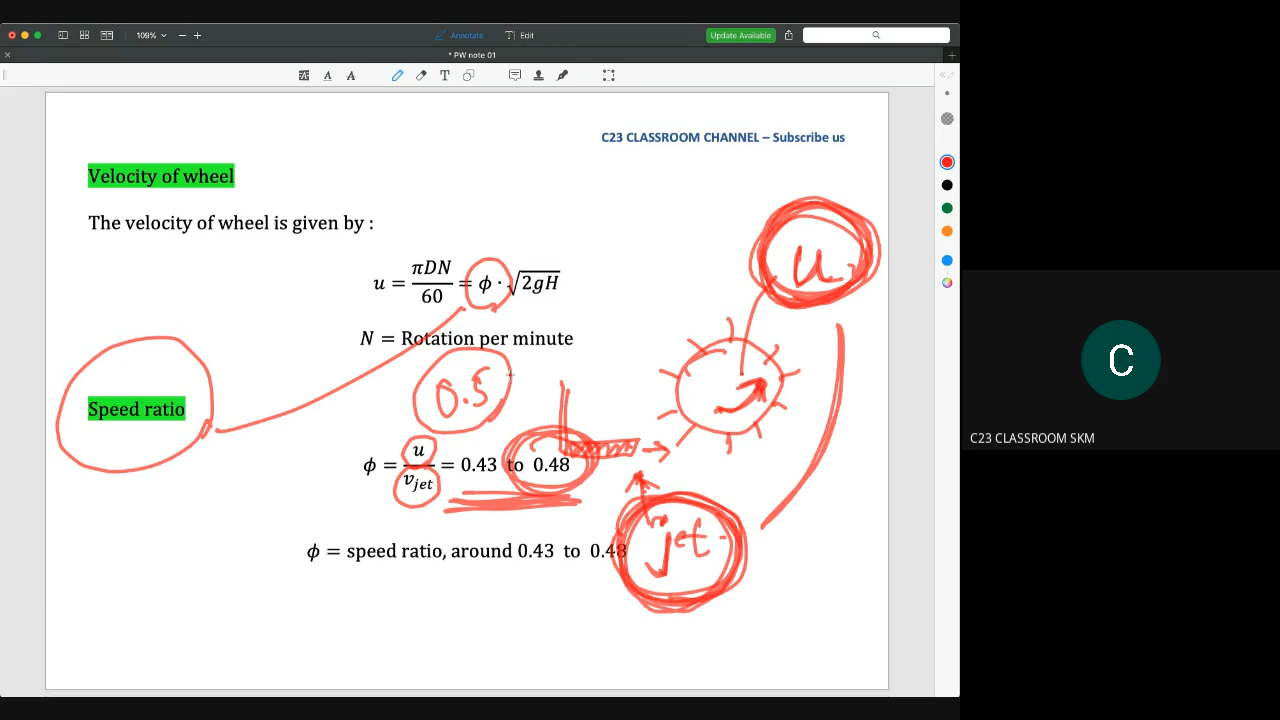 109%
Annotate
T Edit
Update Available
* PW note 01
C23 CLASSROOM CHANNEL – Subscribe us
Velocity of wheel
The velocity of wheel is given by :
u = πDN/60 = ϕ · √2gH
N = Rotation per minute
0.5
Speed ratio
ϕ = u/v_jet = 0.43 to 0.48
ϕ = speed ratio, around 0.43 to 0.48
u
jet
C
C23 CLASSROOM SKM